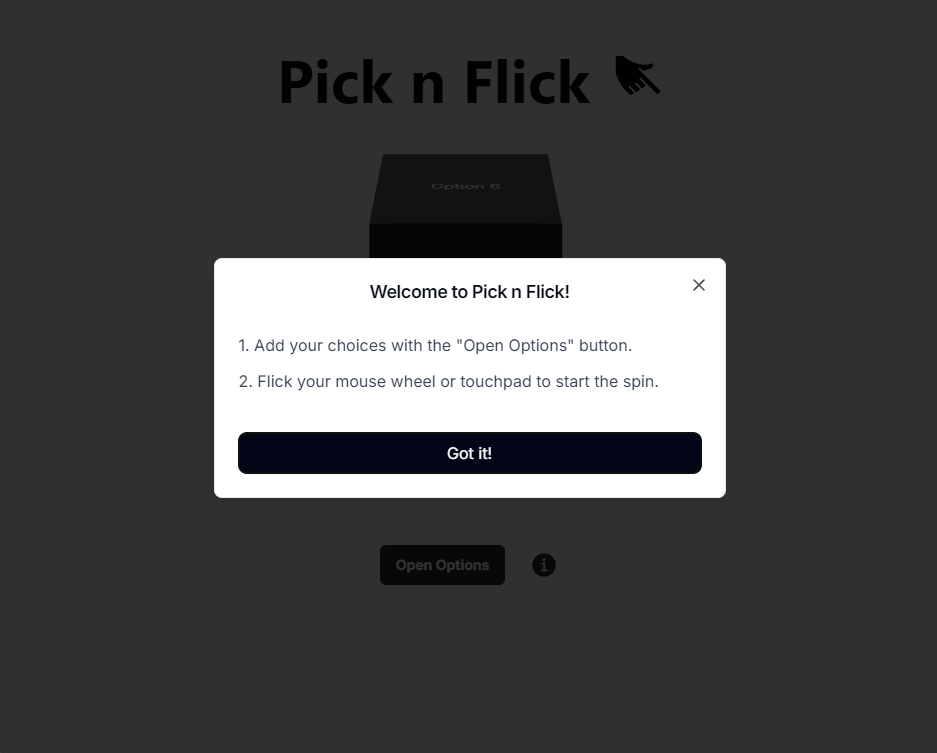 Pick n Flick
Option 6
Welcome to Pick n Flick!
1. Add your choices with the "Open Options" button.
2. Flick your mouse wheel or touchpad to start the spin.
Got it!
Open Options